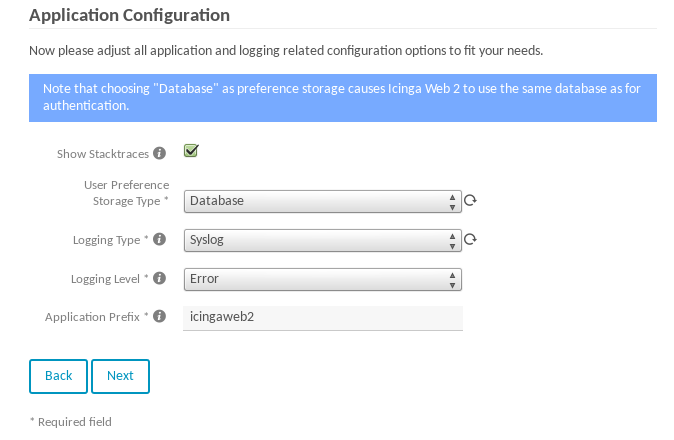 Application Configuration
Now please adjust all application and logging related configuration options to fit your needs.
Note that choosing "Database" as preference storage causes Icinga Web 2 to use the same database as for
authentication.
Show Stacktraces
User Preference
Storage Type * Database
Logging Type * Syslog
Logging Level * Error
Application Prefix * icingaweb2
Back Next
* Required field